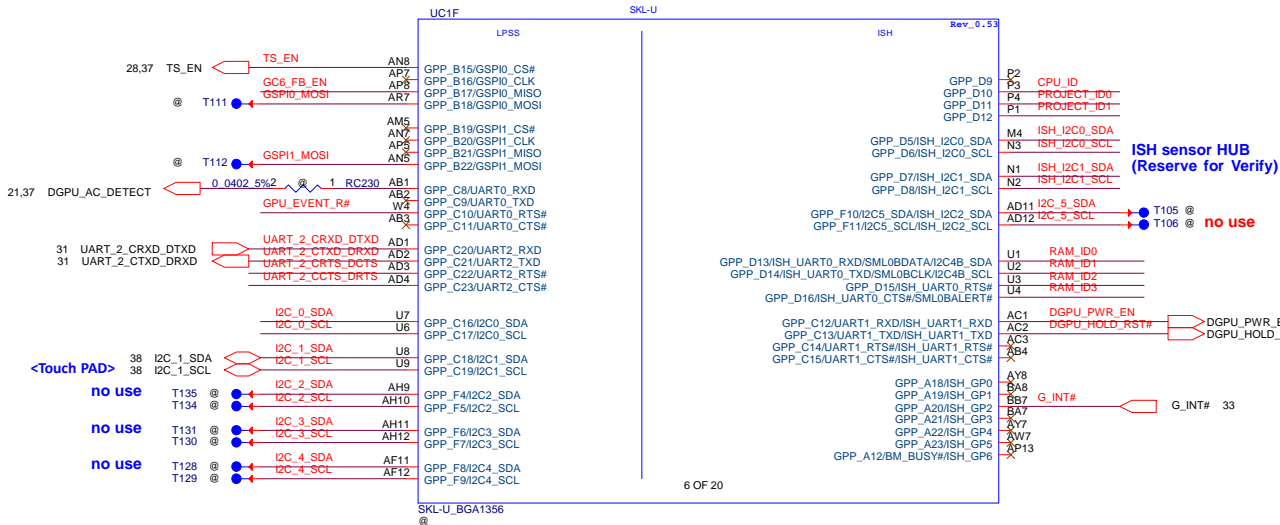 UC1F
SKL-U
Rev_0.53
LPSS
ISH
28,37 TS_EN
TS_EN
AN8
GPP_B15/GSPI0_CS#
AP7
GPP_B16/GSPI0_CLK
GC6_FB_EN
AP8
GPP_B17/GSPI0_MISO
@ T111
GSPI0_MOSI
AR7
GPP_B18/GSPI0_MOSI
AM5
GPP_B19/GSPI1_CS#
AN7
GPP_B20/GSPI1_CLK
AP5
GPP_B21/GSPI1_MISO
@ T112
GSPI1_MOSI
AN5
GPP_B22/GSPI1_MOSI
21,37 DGPU_AC_DETECT
0_0402_5% 2 @ 1 RC230
AB1
GPP_C8/UART0_RXD
AB2
GPP_C9/UART0_TXD
GPU_EVENT_R#
W4
GPP_C10/UART0_RTS#
AB3
GPP_C11/UART0_CTS#
31 UART_2_CRXD_DTXD
UART_2_CRXD_DTXD
AD1
GPP_C20/UART2_RXD
31 UART_2_CTXD_DRXD
UART_2_CTXD_DRXD
AD2
GPP_C21/UART2_TXD
UART_2_CRTS_DCTS
AD3
GPP_C22/UART2_RTS#
UART_2_CCTS_DRTS
AD4
GPP_C23/UART2_CTS#
I2C_0_SDA
U7
GPP_C16/I2C0_SDA
I2C_0_SCL
U6
GPP_C17/I2C0_SCL
<Touch PAD>
38 I2C_1_SDA
I2C_1_SDA
U8
GPP_C18/I2C1_SDA
38 I2C_1_SCL
I2C_1_SCL
U9
GPP_C19/I2C1_SCL
no use
T135 @
I2C_2_SDA
AH9
GPP_F4/I2C2_SDA
T134 @
I2C_2_SCL
AH10
GPP_F5/I2C2_SCL
no use
T131 @
I2C_3_SDA
AH11
GPP_F6/I2C3_SDA
T130 @
I2C_3_SCL
AH12
GPP_F7/I2C3_SCL
no use
T128 @
I2C_4_SDA
AF11
GPP_F8/I2C4_SDA
T129 @
I2C_4_SCL
AF12
GPP_F9/I2C4_SCL
GPP_D9
P2
GPP_D10
P3
CPU_ID
GPP_D11
P4
PROJECT_ID0
GPP_D12
P1
PROJECT_ID1
GPP_D5/ISH_I2C0_SDA
M4
ISH_I2C0_SDA
GPP_D6/ISH_I2C0_SCL
N3
ISH_I2C0_SCL
ISH sensor HUB
(Reserve for Verify)
GPP_D7/ISH_I2C1_SDA
N1
ISH_I2C1_SDA
GPP_D8/ISH_I2C1_SCL
N2
ISH_I2C1_SCL
GPP_F10/I2C5_SDA/ISH_I2C2_SDA
AD11
I2C_5_SDA
T105 @
GPP_F11/I2C5_SCL/ISH_I2C2_SCL
AD12
I2C_5_SCL
T106 @
no use
GPP_D13/ISH_UART0_RXD/SML0BDATA/I2C4B_SDA
U1
RAM_ID0
GPP_D14/ISH_UART0_TXD/SML0BCLK/I2C4B_SCL
U2
RAM_ID1
GPP_D15/ISH_UART0_RTS#
U3
RAM_ID2
GPP_D16/ISH_UART0_CTS#/SML0BALERT#
U4
RAM_ID3
GPP_C12/UART1_RXD/ISH_UART1_RXD
AC1
DGPU_PWR_EN
DGPU_PWR_E
GPP_C13/UART1_TXD/ISH_UART1_TXD
AC2
DGPU_HOLD_RST#
DGPU_HOLD_
GPP_C14/UART1_RTS#/ISH_UART1_RTS#
AC3
GPP_C15/UART1_CTS#/ISH_UART1_CTS#
AB4
GPP_A18/ISH_GP0
AY8
GPP_A19/ISH_GP1
BA8
GPP_A20/ISH_GP2
BB7
G_INT#
G_INT# 33
GPP_A21/ISH_GP3
BA7
GPP_A22/ISH_GP4
AY7
GPP_A23/ISH_GP5
AW7
GPP_A12/BM_BUSY#/ISH_GP6
AP13
6 OF 20
SKL-U_BGA1356
@